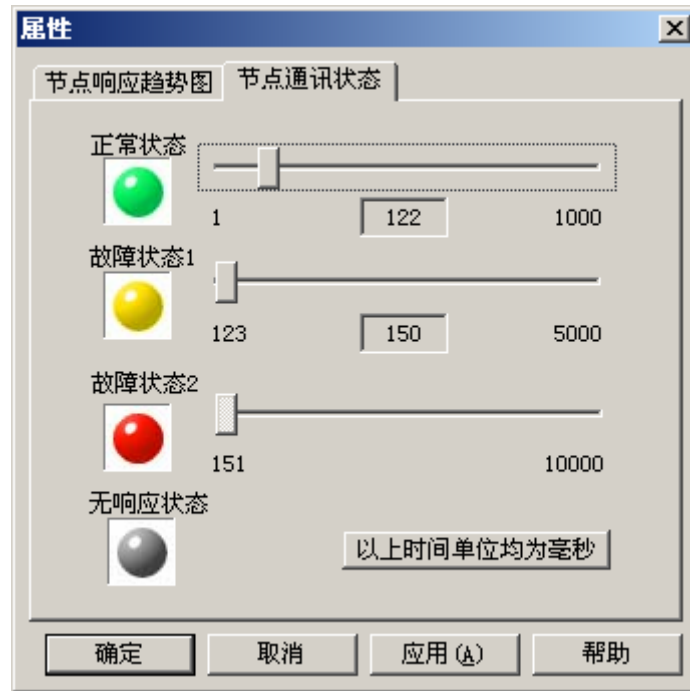 属性
节点响应趋势图 节点通讯状态
正常状态
1 122 1000
故障状态1
123 150 5000
故障状态2
151 10000
无响应状态
以上时间单位均为毫秒
确定 取消 应用(A) 帮助